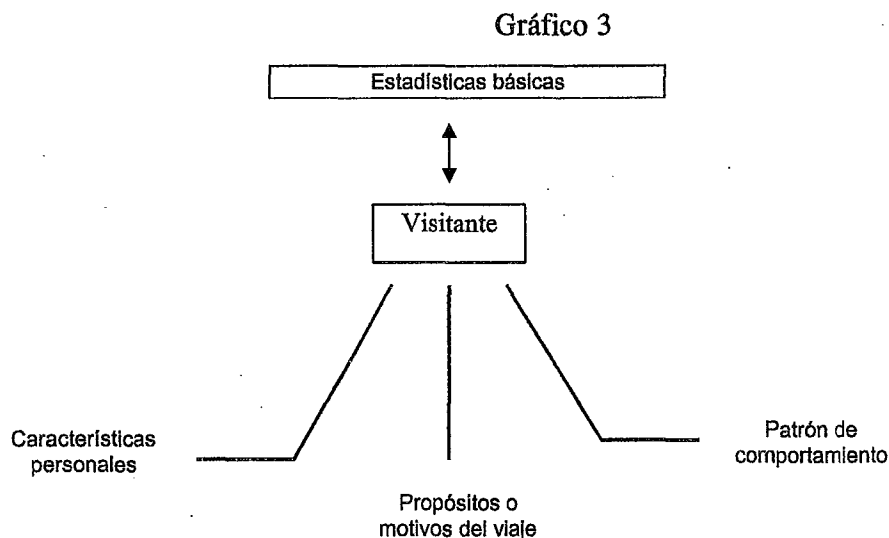 Gráfico 3
Estadísticas básicas
Visitante
Características
personales
Propósitos o
motivos del viaje
Patrón de
comportamiento